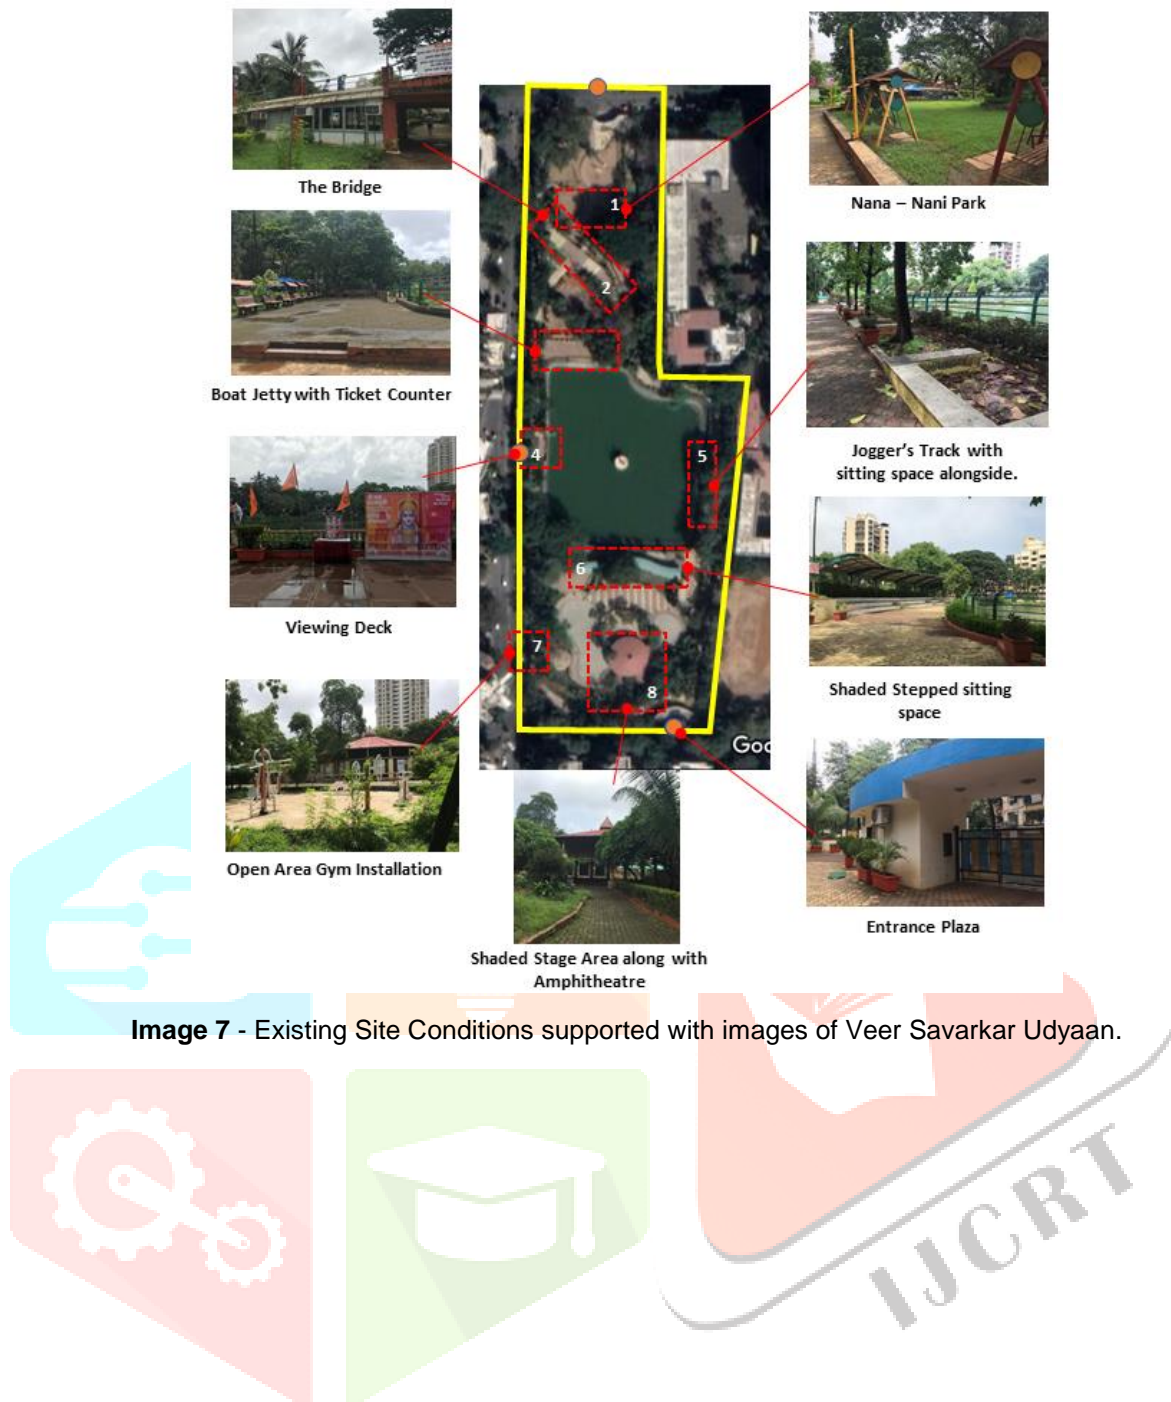 The Bridge
Nana – Nani Park
1
2
Boat Jetty with Ticket Counter
4
5
Jogger's Track with
sitting space alongside.
Viewing Deck
6
7
8
Shaded Stepped sitting
space
Goo
Open Area Gym Installation
Entrance Plaza
Shaded Stage Area along with
Amphitheatre
Image 7 - Existing Site Conditions supported with images of Veer Savarkar Udyaan.
IJCRT